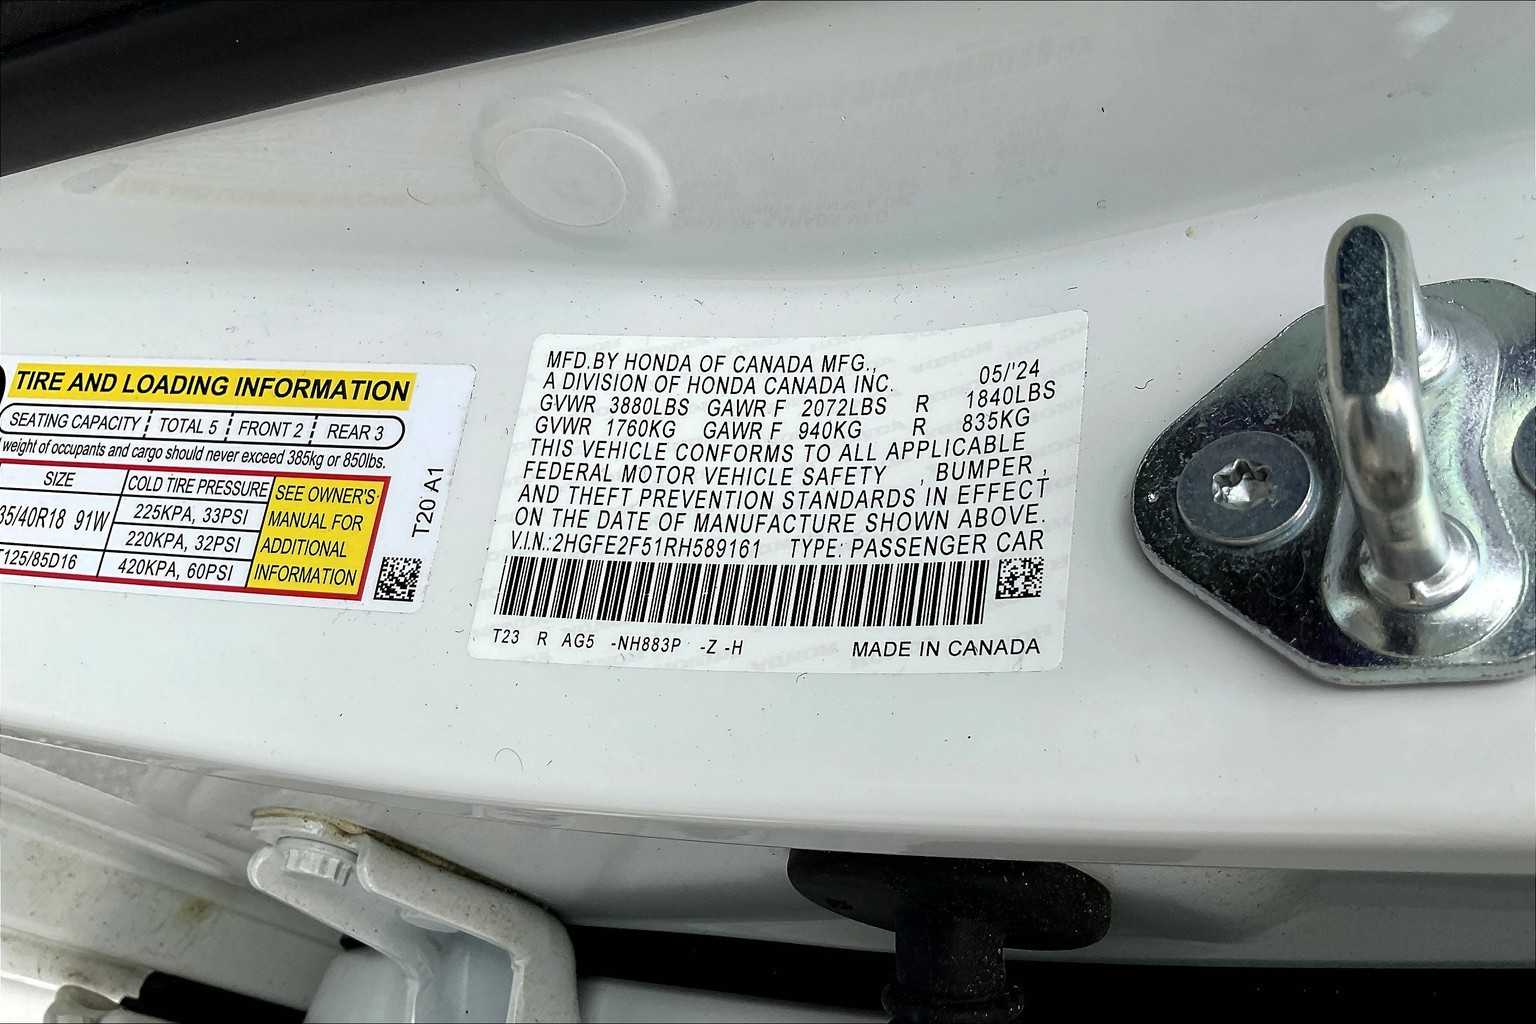 TIRE AND LOADING INFORMATION
SEATING CAPACITY TOTAL 5 FRONT 2 REAR 3
weight of occupants and cargo should never exceed 385kg or 850lbs.
SIZE COLD TIRE PRESSURE SEE OWNER'S MANUAL FOR ADDITIONAL INFORMATION
35/40R18 91W 225KPA, 33PSI
220KPA, 32PSI
T125/85D16 420KPA, 60PSI
T20 A1
MFD.BY HONDA OF CANADA MFG.,
A DIVISION OF HONDA CANADA INC. 05/'24
GVWR 3880LBS GAWR F 2072LBS R 1840LBS
GVWR 1760KG GAWR F 940KG R 835KG
THIS VEHICLE CONFORMS TO ALL APPLICABLE
FEDERAL MOTOR VEHICLE SAFETY , BUMPER ,
AND THEFT PREVENTION STANDARDS IN EFFECT
ON THE DATE OF MANUFACTURE SHOWN ABOVE.
V.I.N.:2HGFE2F51RH589161 TYPE: PASSENGER CAR
T23 R AG5 -NH883P -Z -H MADE IN CANADA